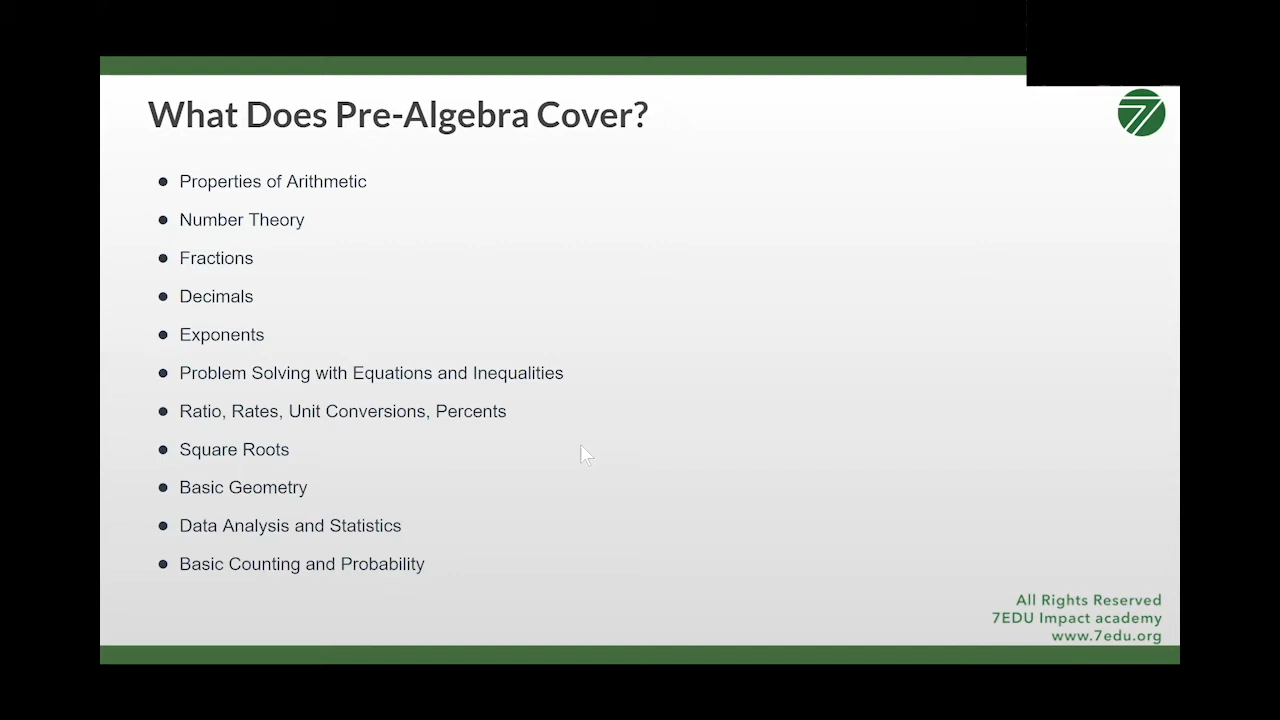 What Does Pre-Algebra Cover?
● Properties of Arithmetic
● Number Theory
● Fractions
● Decimals
● Exponents
● Problem Solving with Equations and Inequalities
● Ratio, Rates, Unit Conversions, Percents
● Square Roots
● Basic Geometry
● Data Analysis and Statistics
● Basic Counting and Probability
All Rights Reserved
7EDU Impact academy
www.7edu.org